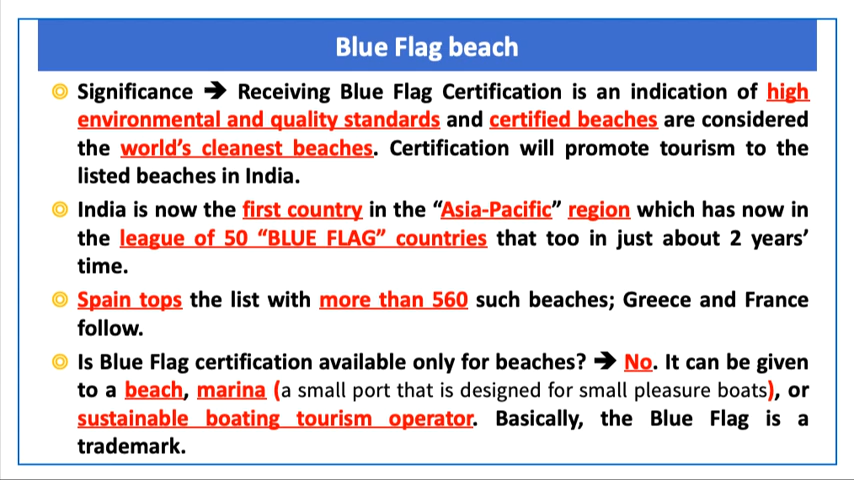 Blue Flag beach
Significance ➔ Receiving Blue Flag Certification is an indication of high
environmental and quality standards and certified beaches are considered
the world's cleanest beaches. Certification will promote tourism to the
listed beaches in India.
India is now the first country in the “Asia-Pacific” region which has now in
the league of 50 “BLUE FLAG” countries that too in just about 2 years’
time.
Spain tops the list with more than 560 such beaches; Greece and France
follow.
Is Blue Flag certification available only for beaches? ➔ No. It can be given
to a beach, marina (a small port that is designed for small pleasure boats), or
sustainable boating tourism operator. Basically, the Blue Flag is a
trademark.